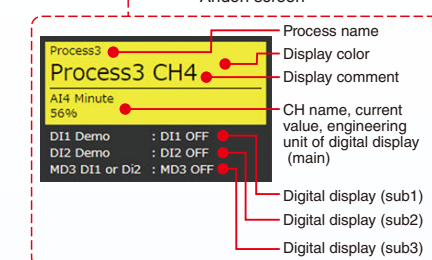 Andon screen
Process3
Process3 CH4
AI4 Minute
56%
DI1 Demo : DI1 OFF
DI2 Demo : DI2 OFF
MD3 DI1 or Di2 : MD3 OFF
Process name
Display color
Display comment
CH name, current
value, engineering
unit of digital display
(main)
Digital display (sub1)
Digital display (sub2)
Digital display (sub3)